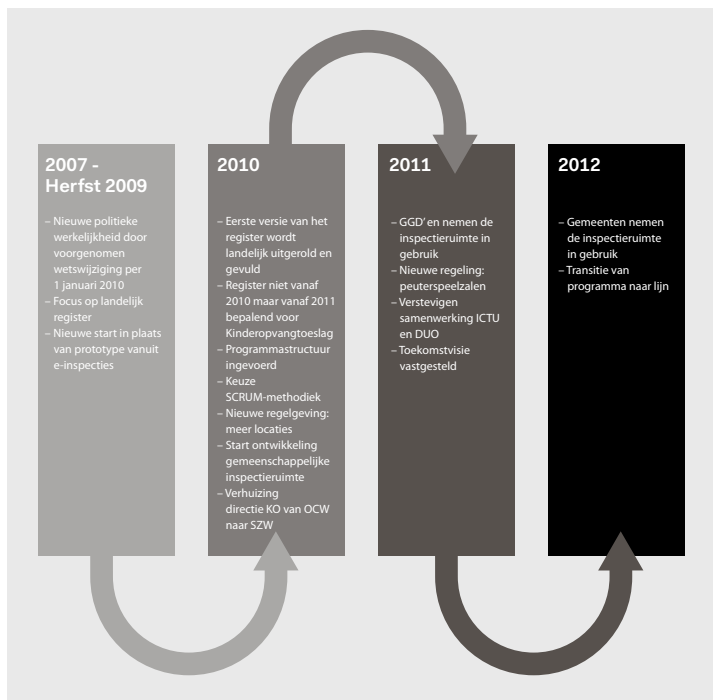 2007 -
Herfst 2009
– Nieuwe politieke
werkelijkheid door
voorgenomen
wetswijziging per
1 januari 2010
– Focus op landelijk
register
– Nieuwe start in plaats
van prototype vanuit
e-inspecties
2010
– Eerste versie van het
register wordt
landelijk uitgerold en
gevuld
– Register niet vanaf
2010 maar vanaf 2011
bepalend voor
Kinderopvangtoeslag
– Programmastructuur
ingevoerd
– Keuze
SCRUM-methodiek
– Nieuwe regelgeving:
meer locaties
– Start ontwikkeling
gemeenschappelijke
inspectieruimte
– Verhuizing
directie KO van OCW
naar SZW
2011
– GGD’ en nemen de
inspectieruimte in
gebruik
– Nieuwe regeling:
peuterspeelzalen
– Verstevigen
samenwerking ICTU
en DUO
– Toekomstvisie
vastgesteld
2012
– Gemeenten nemen
de inspectieruimte
in gebruik
– Transitie van
programma naar lijn